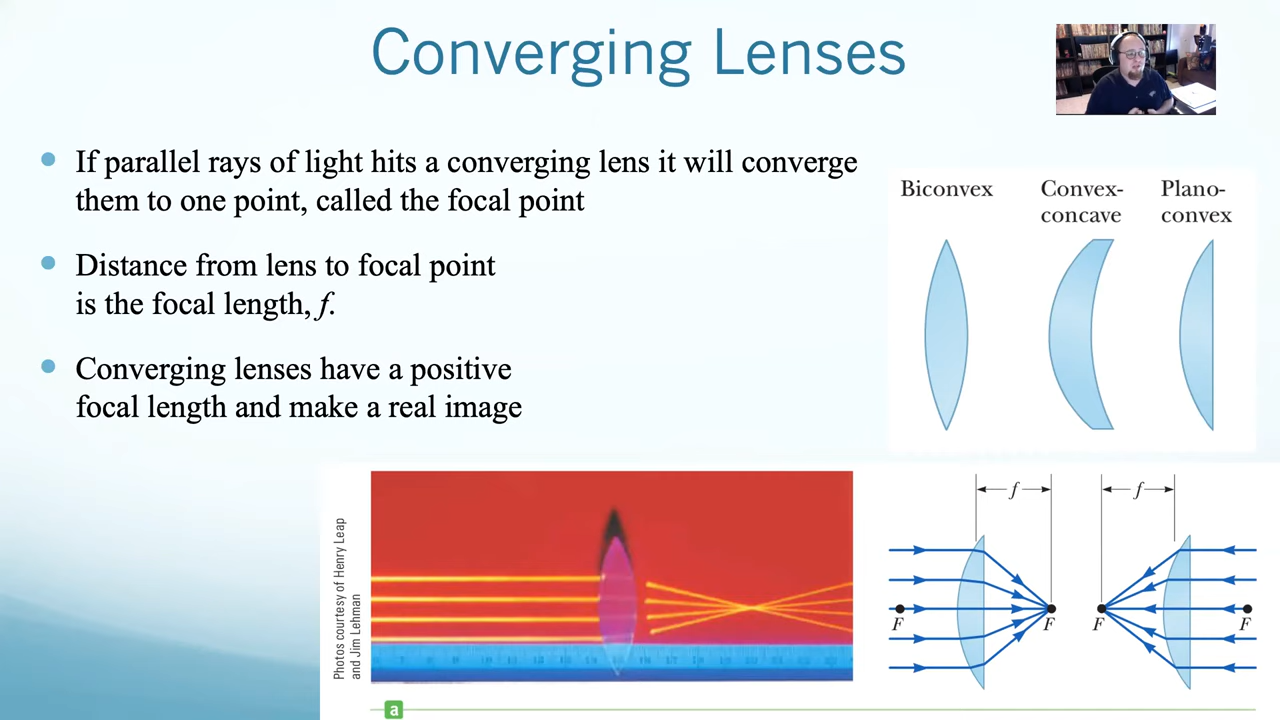 Converging Lenses
If parallel rays of light hits a converging lens it will converge
them to one point, called the focal point
Distance from lens to focal point
is the focal length, f.
Converging lenses have a positive
focal length and make a real image
Biconvex
Convex-
concave
Plano-
convex
Photos courtesy of Henry Leap
and Jim Lehman
a
f
f
F
F
F
F